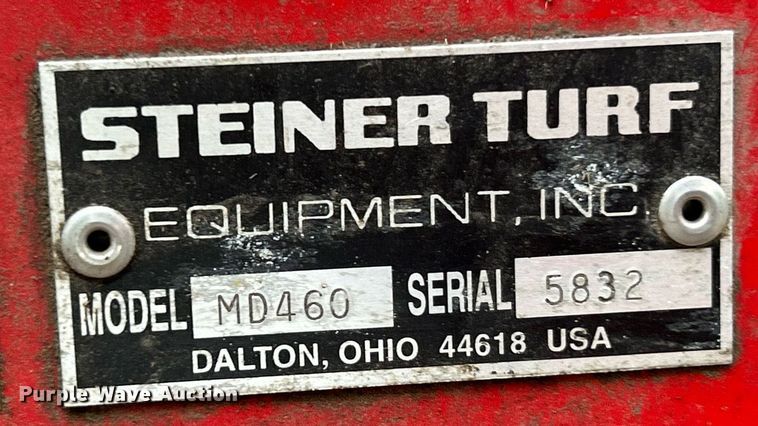 STEINER TURF
EQUIPMENT, INC.
MODEL MD460 SERIAL 5832
DALTON, OHIO 44618 USA
Purple Wave Auction